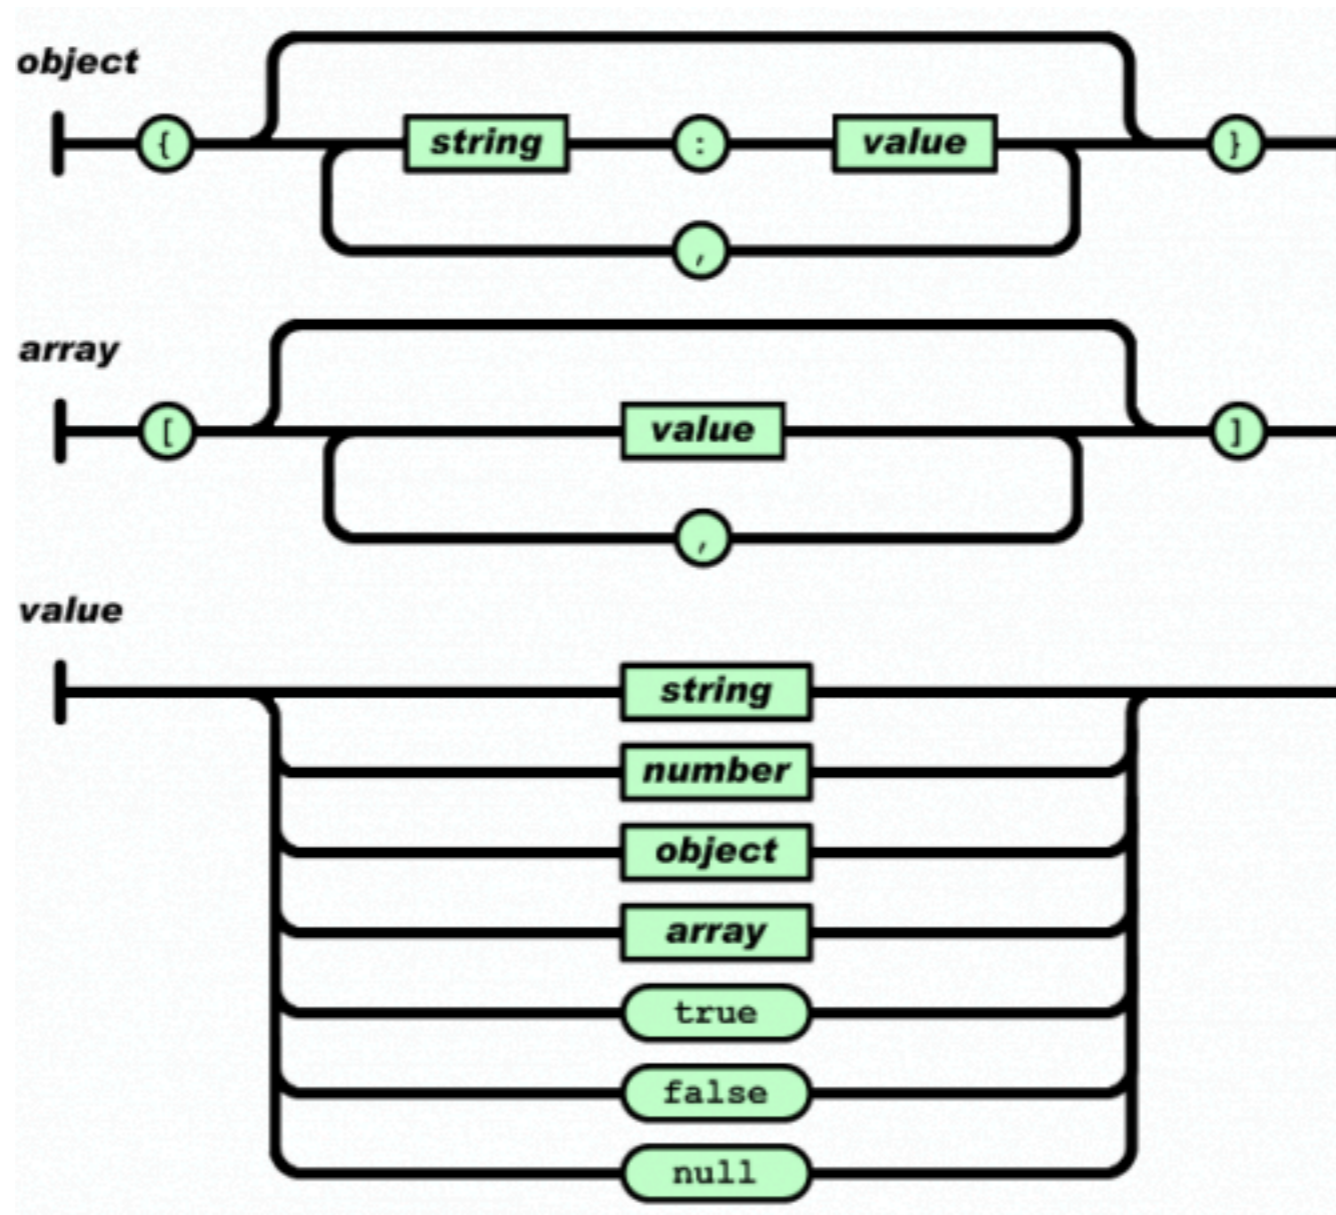 object
{ string : value }
,
array
[ value ]
,
value
string
number
object
array
true
false
null